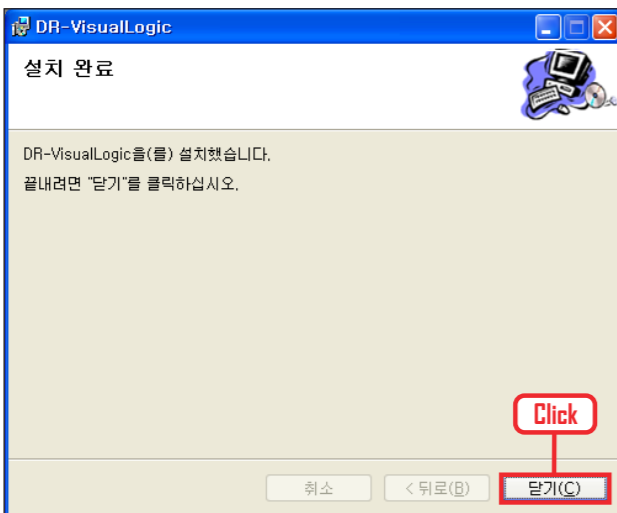 DR-VisualLogic
설치 완료
DR-VisualLogic을(를) 설치했습니다.
끝내려면 "닫기"를 클릭하십시오.
Click
취소
< 뒤로(B)
닫기(C)